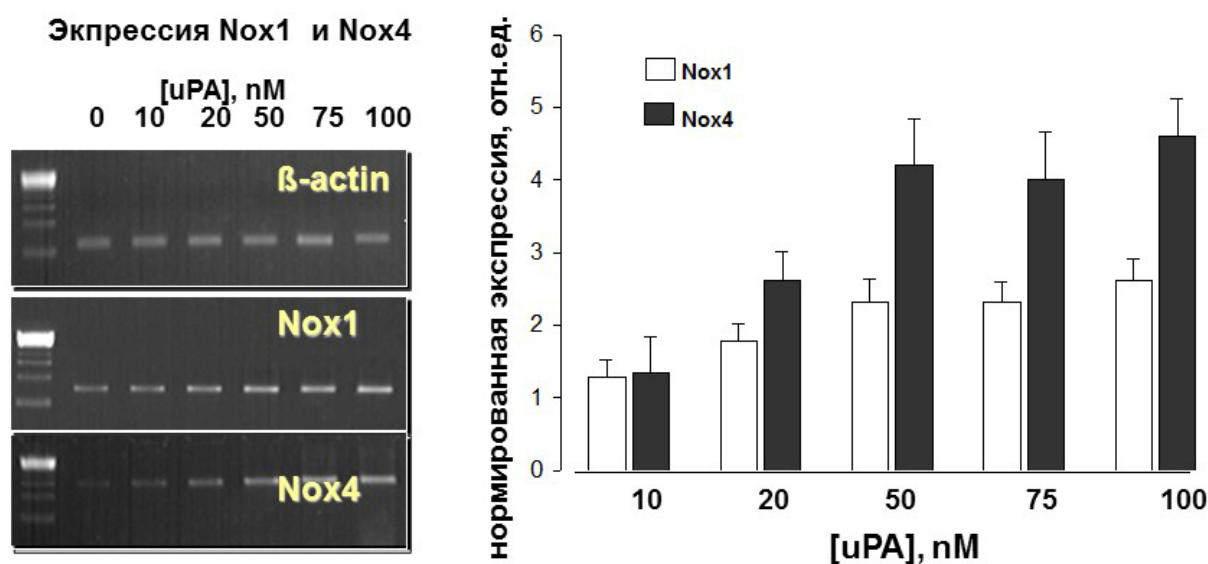 Экпрессия Nox1 и Nox4
[uPA], nM
0 10 20 50 75 100
ß-actin
Nox1
Nox4
нормированная экспрессия, отн.ед.
6
5
4
3
2
1
0
Nox1
Nox4
10 20 50 75 100
[uPA], nM